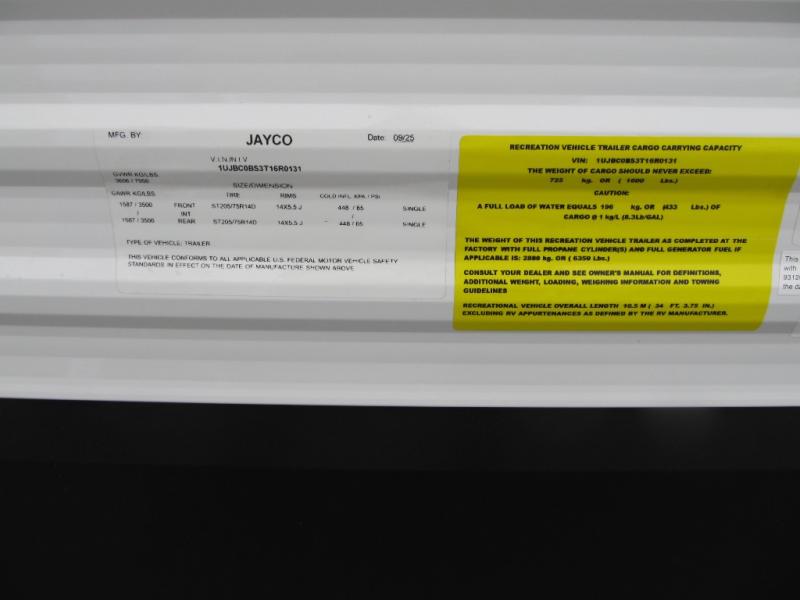 MFG. BY: JAYCO Date: 09/25
V.I.N./N.I.V
1UJBC0BS3T16R0131
GVWR KG/LBS
3606 / 7950
SIZE/DIMENSION
GAWR KG/LBS. TIRE RIMS COLD INFL. KPA / PSI
1587 / 3500 FRONT ST205/75R14D 14X5.5 J 448 / 65 SINGLE
/ INT /
1587 / 3500 REAR ST205/75R14D 14X5.5 J 448 / 65 SINGLE
TYPE OF VEHICLE: TRAILER
THIS VEHICLE CONFORMS TO ALL APPLICABLE U.S. FEDERAL MOTOR VEHICLE SAFETY
STANDARDS IN EFFECT ON THE DATE OF MANUFACTURE SHOWN ABOVE
RECREATION VEHICLE TRAILER CARGO CARRYING CAPACITY
VIN: 1UJBC0BS3T16R0131
THE WEIGHT OF CARGO SHOULD NEVER EXCEED:
725 kg. OR ( 1600 Lbs.)
CAUTION:
A FULL LOAD OF WATER EQUALS 196 kg. OR (433 Lbs.) OF
CARGO @ 1 kg/L (8.3Lb/GAL)
THE WEIGHT OF THIS RECREATION VEHICLE TRAILER AS COMPLETED AT THE
FACTORY WITH FULL PROPANE CYLINDER(S) AND FULL GENERATOR FUEL IF
APPLICABLE IS: 2880 kg. OR ( 6350 Lbs.)
CONSULT YOUR DEALER AND SEE OWNER'S MANUAL FOR DEFINITIONS,
ADDITIONAL WEIGHT, LOADING, WEIGHING INFORMATION AND TOWING
GUIDELINES
RECREATIONAL VEHICLE OVERALL LENGTH 10.5 M ( 34 FT. 3.75 IN.)
EXCLUDING RV APPURTENANCES AS DEFINED BY THE RV MANUFACTURER.
This
with
9312
the da